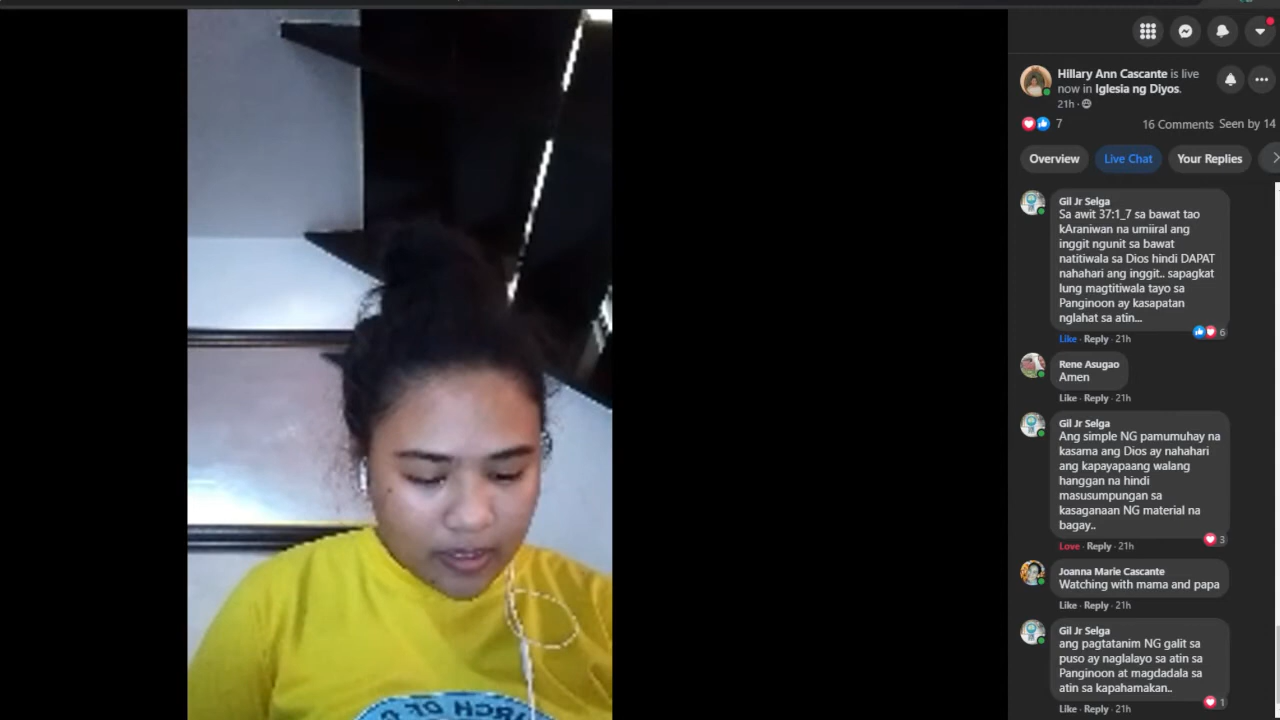 Hillary Ann Cascante is live
now in Iglesia ng Diyos.
21h
7
16 Comments Seen by 14
Overview
Live Chat
Your Replies
Gil Jr Selga
Sa awit 37:1_7 sa bawat tao
kAraniwan na umiiral ang
inggit ngunit sa bawat
natitiwala sa Dios hindi DAPAT
nahahari ang inggit.. sapagkat
lung magtitiwala tayo sa
Panginoon ay kasapatan
nglahat sa atin...
6
Like · Reply · 21h
Rene Asugao
Amen
Like · Reply · 21h
Gil Jr Selga
Ang simple NG pamumuhay na
kasama ang Dios ay nahahari
ang kapayapaang walang
hanggan na hindi
masusumpungan sa
kasaganaan NG material na
bagay..
3
Love · Reply · 21h
Joanna Marie Cascante
Watching with mama and papa
Like · Reply · 21h
Gil Jr Selga
ang pagtatanim NG galit sa
puso ay naglalayo sa atin sa
Panginoon at magdadala sa
atin sa kapahamakan..
1
Like · Reply · 21h